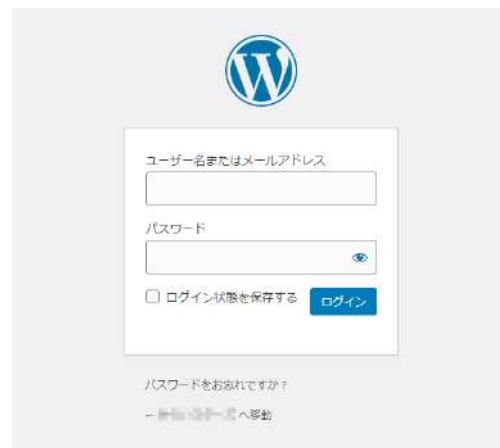 ユーザー名またはメールアドレス
パスワード
ログイン状態を保存する
ログイン
パスワードをお忘れですか ?
← へ移動